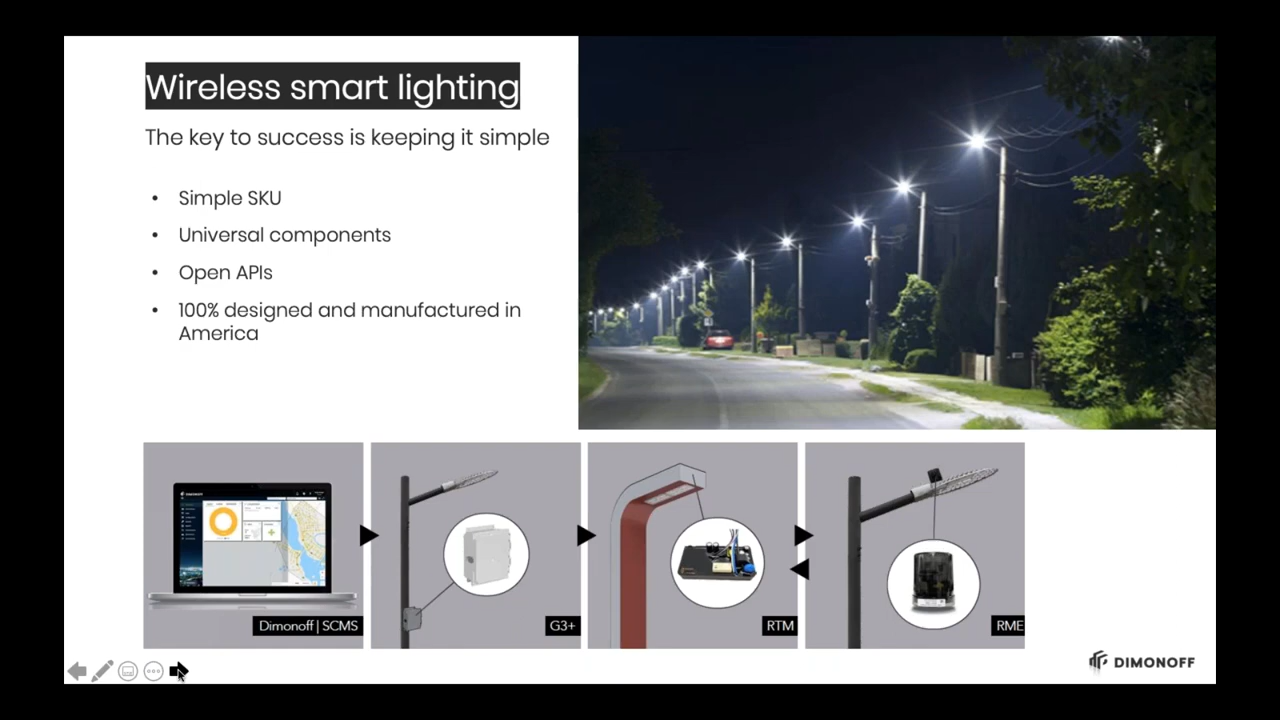 Wireless smart lighting
The key to success is keeping it simple
• Simple SKU
• Universal components
• Open APIs
• 100% designed and manufactured in
America
Dimonoff | SCMS
G3+
RTM
RME
DIMONOFF